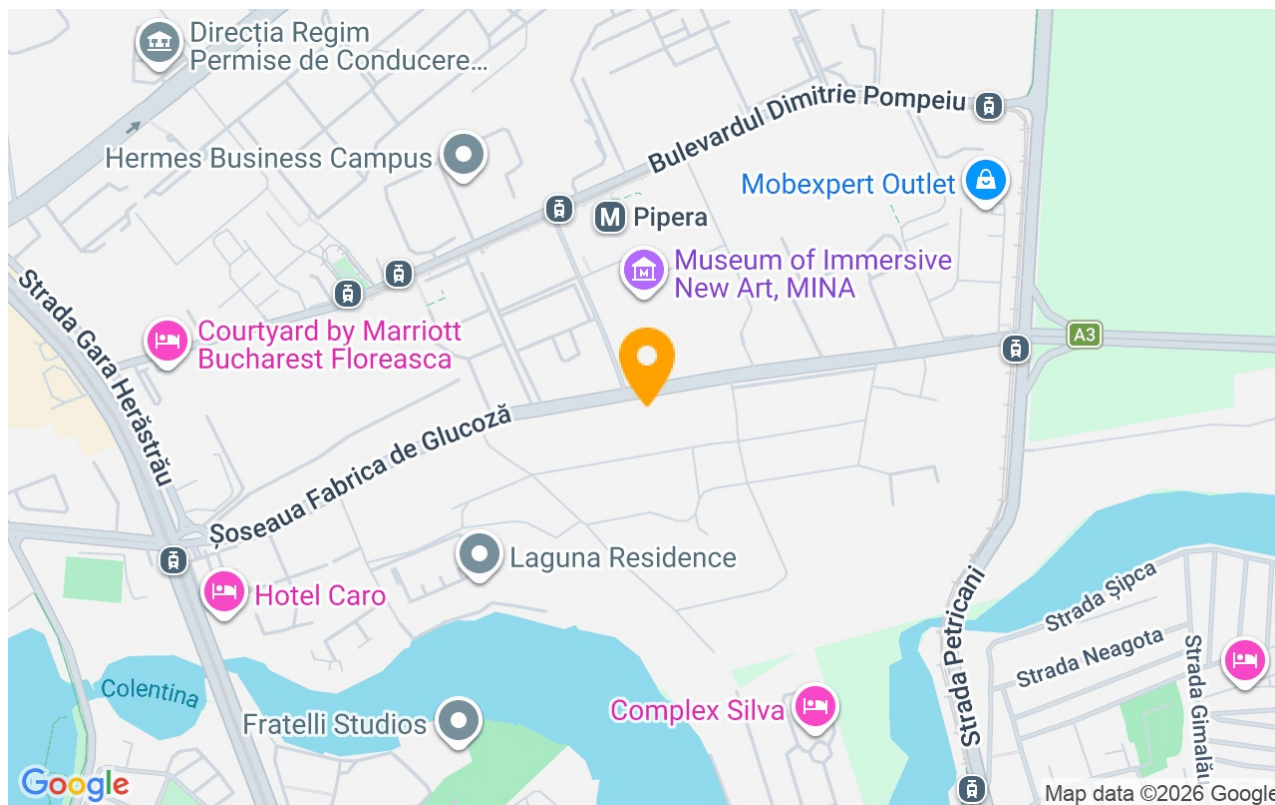 Direcția Regim
Permise de Conducere...
Bulevardul Dimitrie Pompeiu
Hermes Business Campus
Mobexpert Outlet
M Pipera
Museum of Immersive
New Art, MINA
Strada Gara Herăstrău
Courtyard by Marriott
Bucharest Floreasca
A3
Șoseaua Fabrica de Glucoză
Laguna Residence
Hotel Caro
Strada Petricani
Strada Șipca
Strada Neagota
Strada Gimalău
Colentina
Fratelli Studios
Complex Silva
Google
Map data ©2026 Google